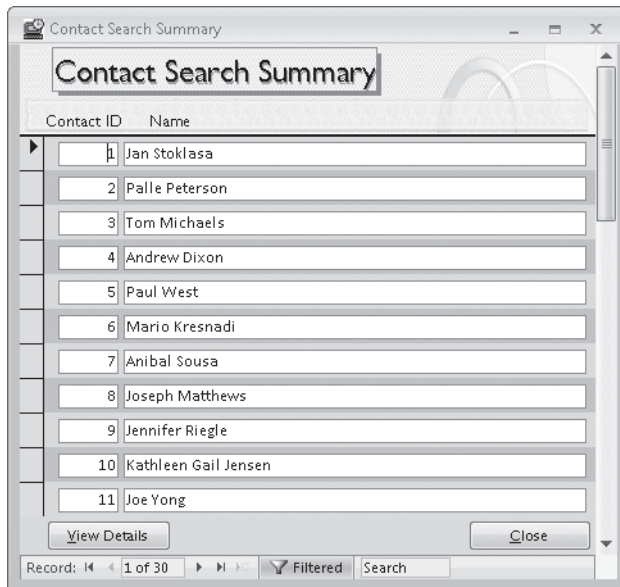 Contact Search Summary
Contact Search Summary
Contact ID Name
1 Jan Stoklasa
2 Palle Peterson
3 Tom Michaels
4 Andrew Dixon
5 Paul West
6 Mario Kresnadi
7 Anibal Sousa
8 Joseph Matthews
9 Jennifer Riegle
10 Kathleen Gail Jensen
11 Joe Yong
View Details Close
Record: 1 of 30 Filtered Search